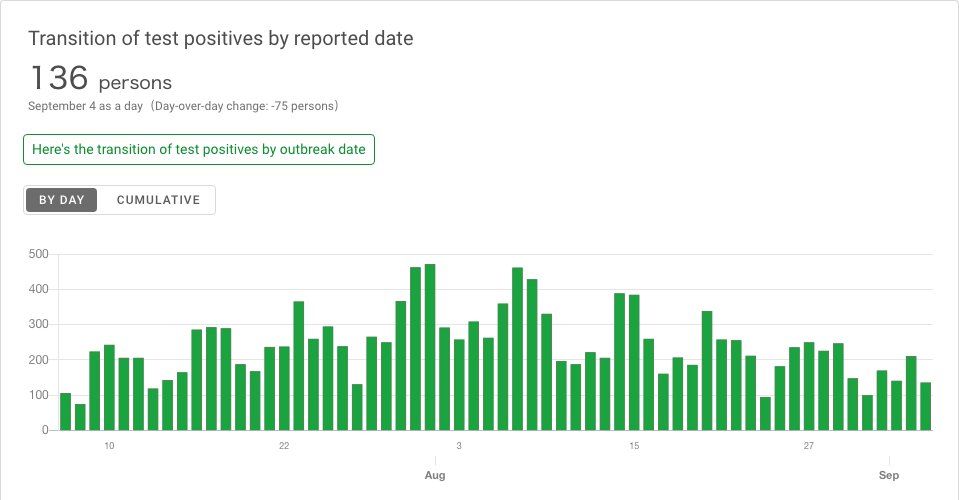 Transition of test positives by reported date
136 persons
September 4 as a day（Day-over-day change: -75 persons）
Here's the transition of test positives by outbreak date
BY DAY CUMULATIVE
500
400
300
200
100
0
10 22 3 15 27
Aug Sep